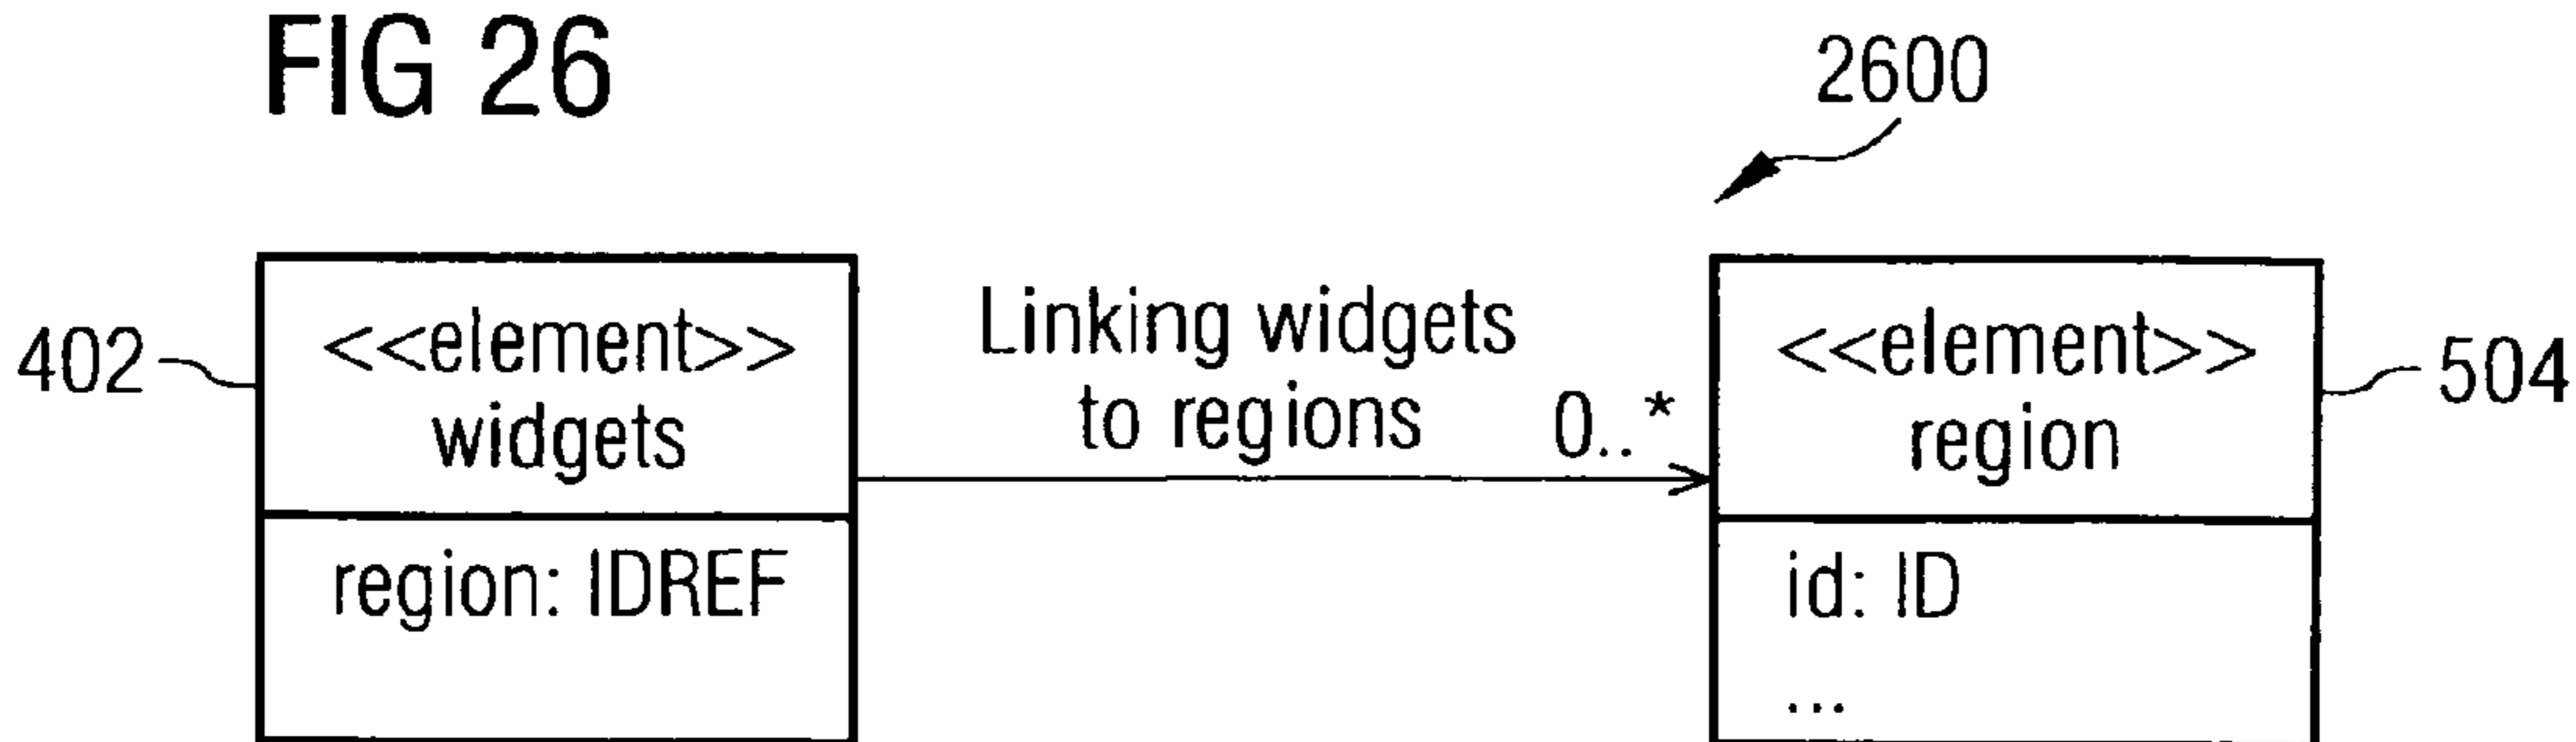 FIG 26
2600
402
<<element>>
widgets
region: IDREF
Linking widgets
to regions
0..*
<<element>>
region
id: ID
...
504